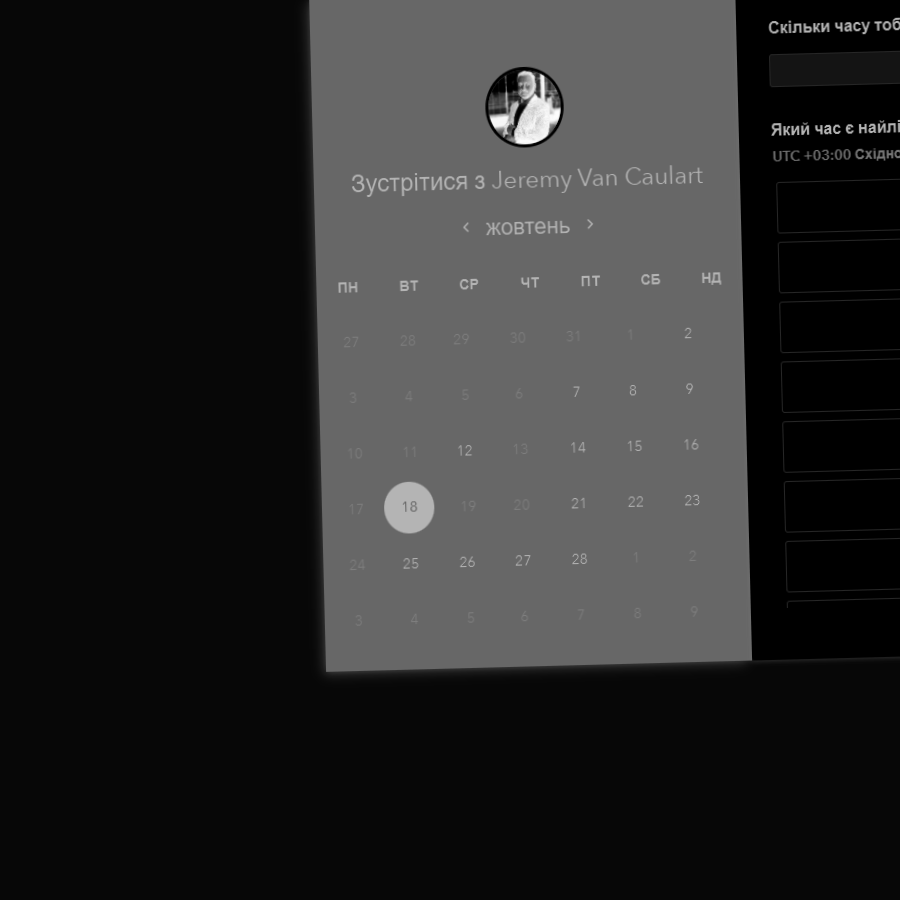 Зустрітися з Jeremy Van Caulart
‹ жовтень ›
ПН ВТ СР ЧТ ПТ СБ НД
27 28 29 30 31 1 2
3 4 5 6 7 8 9
10 11 12 13 14 15 16
17 18 19 20 21 22 23
24 25 26 27 28 1 2
3 4 5 6 7 8 9
Скільки часу тоб
Який час є найлі
UTC +03:00 Східно